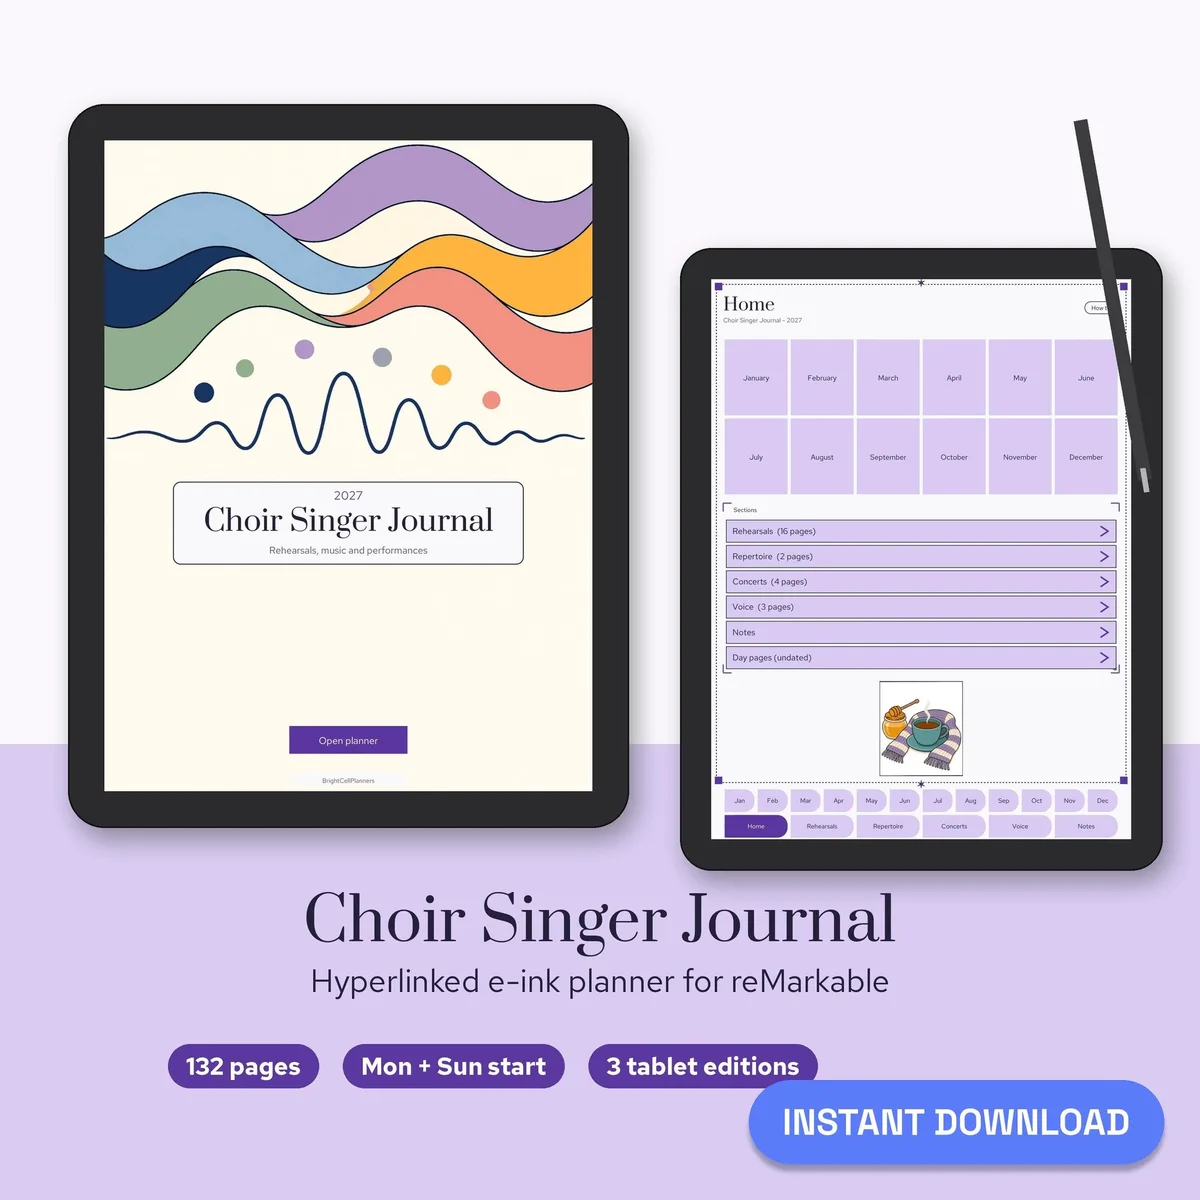 2027
Choir Singer Journal
Rehearsals, music and performances
Open planner
BrightCellPlanners
Home
Choir Singer Journal - 2027
How t
January February March April May June
July August September October November December
Sections
Rehearsals (16 pages)
Repertoire (2 pages)
Concerts (4 pages)
Voice (3 pages)
Notes
Day pages (undated)
Jan Feb Mar Apr May Jun Jul Aug Sep Oct Nov Dec
Home Rehearsals Repertoire Concerts Voice Notes
Choir Singer Journal
Hyperlinked e-ink planner for reMarkable
132 pages Mon + Sun start 3 tablet editions
INSTANT DOWNLOAD